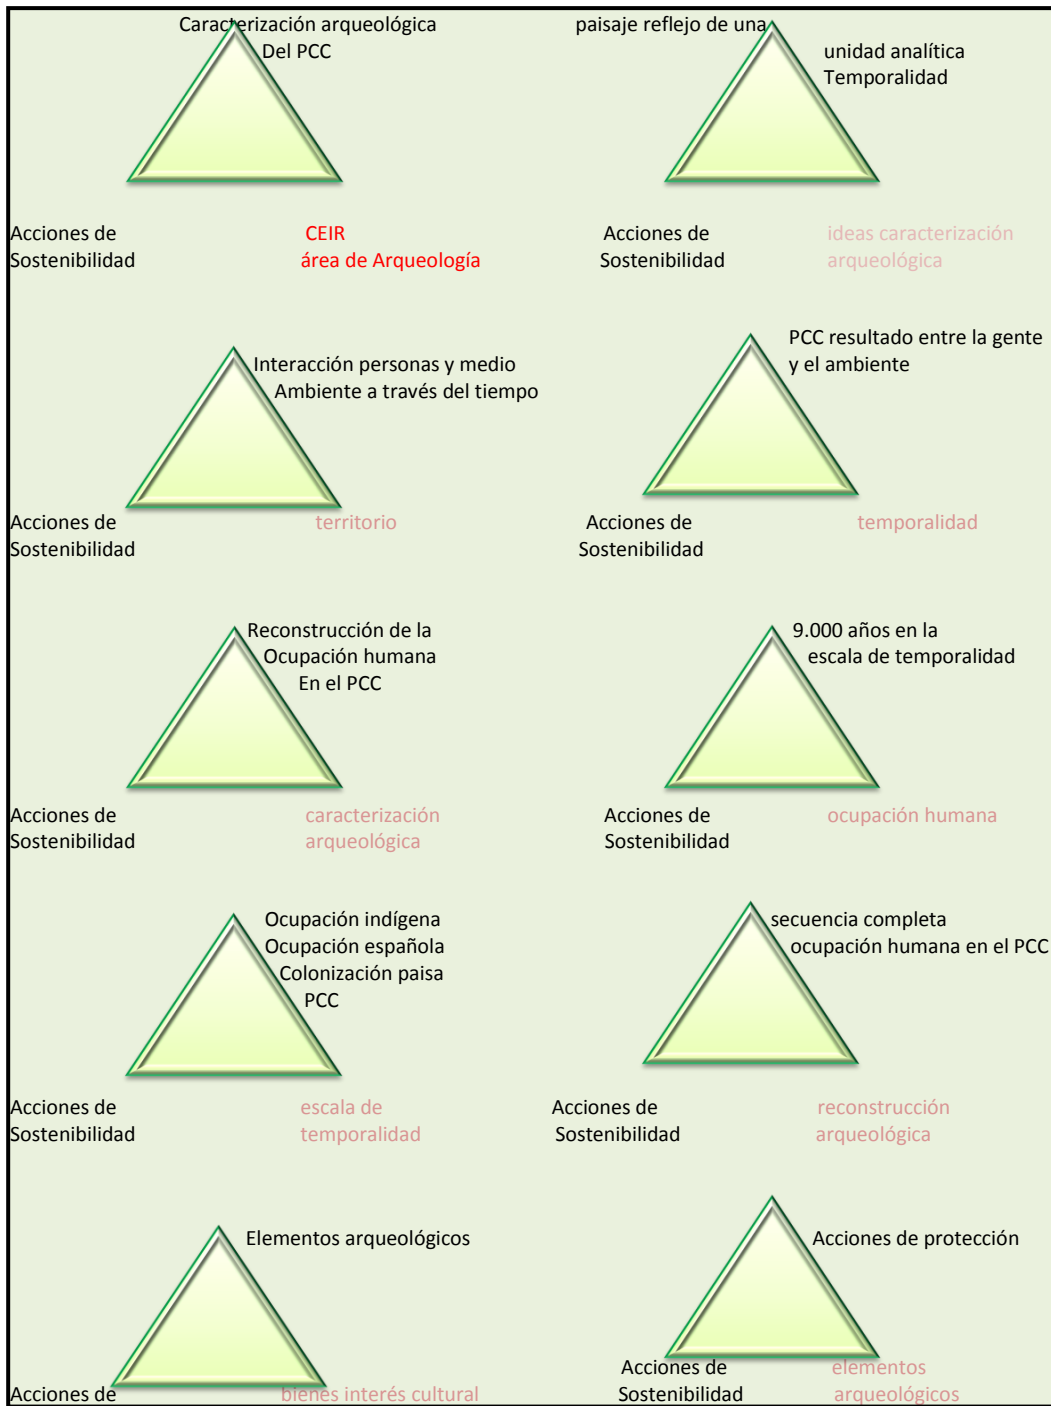 Caracterización arqueológica
Del PCC
paisaje reflejo de una
unidad analítica
Temporalidad
Acciones de
Sostenibilidad
CEIR
área de Arqueología
Acciones de
Sostenibilidad
ideas caracterización
arqueológica
Interacción personas y medio
Ambiente a través del tiempo
PCC resultado entre la gente
y el ambiente
Acciones de
Sostenibilidad
territorio
Acciones de
Sostenibilidad
temporalidad
Reconstrucción de la
Ocupación humana
En el PCC
9.000 años en la
escala de temporalidad
Acciones de
Sostenibilidad
caracterización
arqueológica
Acciones de
Sostenibilidad
ocupación humana
Ocupación indígena
Ocupación española
Colonización paisa
PCC
secuencia completa
ocupación humana en el PCC
Acciones de
Sostenibilidad
escala de
temporalidad
Acciones de
Sostenibilidad
reconstrucción
arqueológica
Elementos arqueológicos
Acciones de protección
Acciones de
bienes interés cultural
Acciones de
Sostenibilidad
elementos
arqueológicos